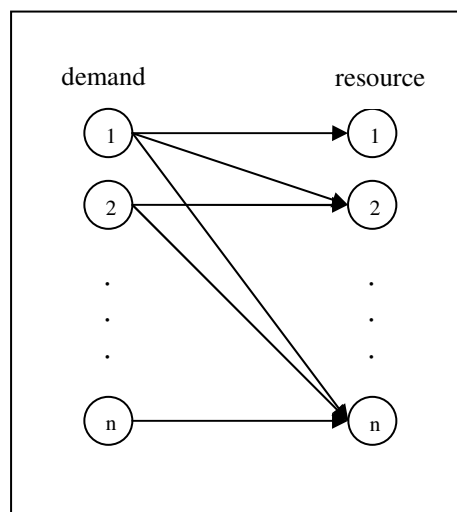 demand resource
1 1
2 2
. .
. .
. .
n n